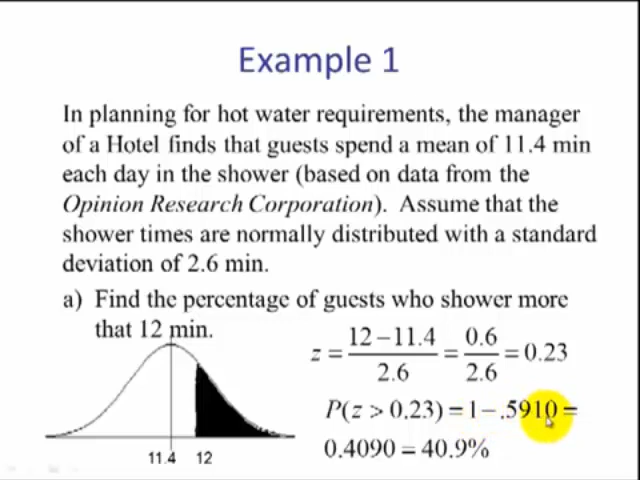 Example 1
In planning for hot water requirements, the manager
of a Hotel finds that guests spend a mean of 11.4 min
each day in the shower (based on data from the
Opinion Research Corporation). Assume that the
shower times are normally distributed with a standard
deviation of 2.6 min.
a) Find the percentage of guests who shower more
that 12 min.
z = (12 − 11.4)/2.6 = 0.6/2.6 = 0.23
P(z > 0.23) = 1 − .5910 =
0.4090 = 40.9%
11.4 12